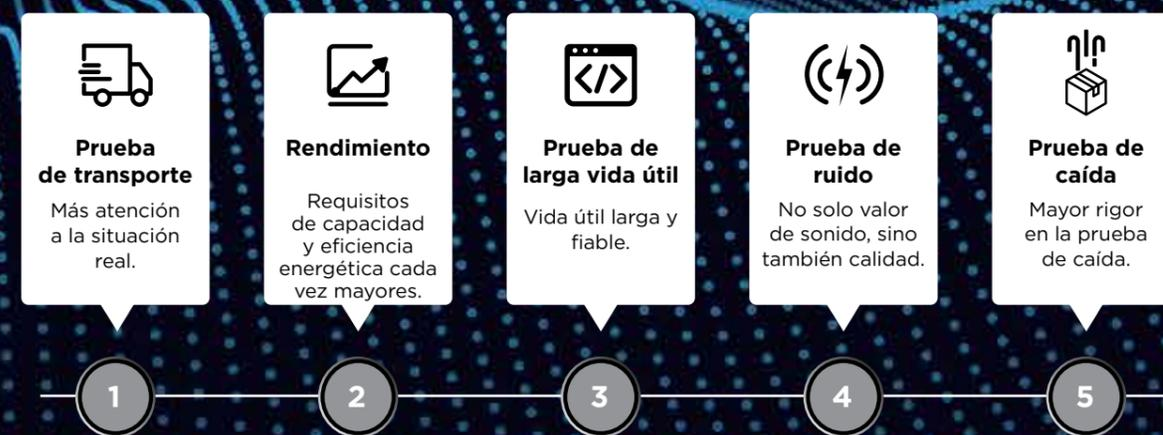 Prueba
de transporte
Más atención
a la situación
real.
Rendimiento
Requisitos
de capacidad
y eficiencia
energética cada
vez mayores.
Prueba de
larga vida útil
Vida útil larga y
fiable.
Prueba de
ruido
No solo valor
de sonido, sino
también calidad.
Prueba de
caída
Mayor rigor
en la prueba
de caída.
1
2
3
4
5